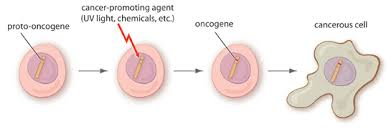 proto-oncogene
cancer-promoting agent
(UV light, chemicals, etc.)
oncogene
cancerous cell